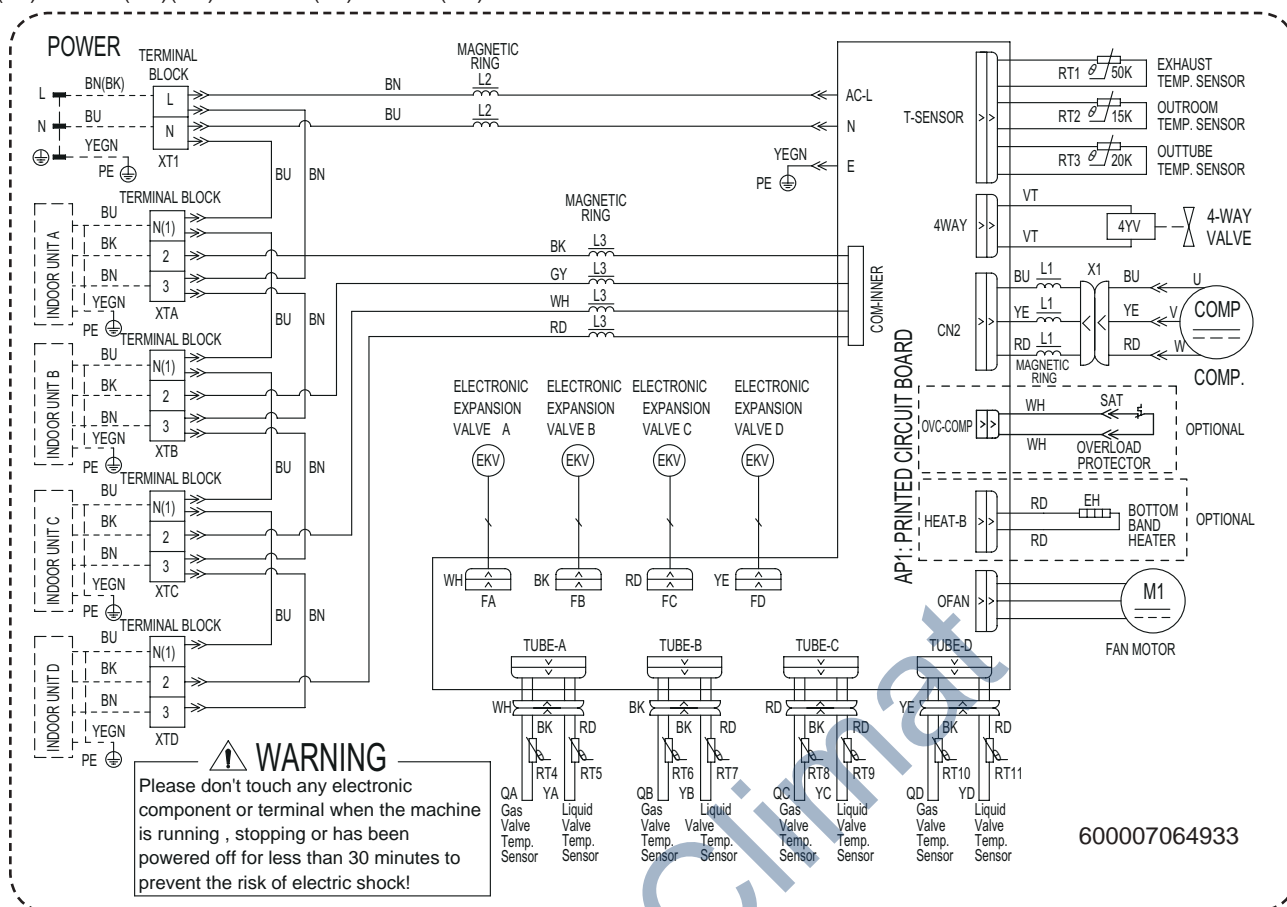 POWER
TERMINAL
BLOCK
L
BN(BK)
L
N
BU
N
YEGN
PE
XT1
MAGNETIC
RING
BN
L2
BU
L2
AC-L
N
YEGN
E
PE
BU
BN
TERMINAL BLOCK
INDOOR UNIT A
BU
N(1)
BK
2
BN
3
YEGN
XTA
PE
BU
BN
TERMINAL BLOCK
INDOOR UNIT B
BU
N(1)
BK
2
BN
3
YEGN
XTB
PE
BU
BN
TERMINAL BLOCK
INDOOR UNIT C
BU
N(1)
BK
2
BN
3
YEGN
XTC
PE
BU
BN
TERMINAL BLOCK
INDOOR UNIT D
BU
N(1)
BK
2
BN
3
YEGN
XTD
PE
MAGNETIC
RING
BK
L3
GY
L3
WH
L3
RD
L3
COM-INNER
ELECTRONIC
EXPANSION
VALVE A
EKV
WH
FA
ELECTRONIC
EXPANSION
VALVE B
EKV
BK
FB
ELECTRONIC
EXPANSION
VALVE C
EKV
RD
FC
ELECTRONIC
EXPANSION
VALVE D
EKV
YE
FD
AP1: PRINTED CIRCUIT BOARD
T-SENSOR
RT1
θ
50K
EXHAUST
TEMP. SENSOR
RT2
θ
15K
OUTROOM
TEMP. SENSOR
RT3
θ
20K
OUTTUBE
TEMP. SENSOR
4WAY
VT
VT
4YV
4-WAY
VALVE
CN2
BU
L1
X1
BU
U
YE
L1
YE
V
RD
L1
RD
W
MAGNETIC
RING
COMP
COMP.
OVC-COMP
WH
SAT
WH
OVERLOAD
PROTECTOR
OPTIONAL
HEAT-B
RD
EH
RD
BOTTOM
BAND
HEATER
OPTIONAL
OFAN
M1
FAN MOTOR
TUBE-A
WH
BK
RD
RT4
RT5
QA
YA
Gas
Valve
Temp.
Sensor
Liquid
Valve
Temp.
Sensor
TUBE-B
BK
BK
RD
RT6
RT7
QB
YB
Gas
Valve
Temp.
Sensor
Liquid
Valve
Temp.
Sensor
TUBE-C
RD
BK
RD
RT8
RT9
QC
YC
Gas
Valve
Temp.
Sensor
Liquid
Valve
Temp.
Sensor
TUBE-D
YE
BK
RD
RT10
RT11
QD
YD
Gas
Valve
Temp.
Sensor
Liquid
Valve
Temp.
Sensor
WARNING
Please don't touch any electronic
component or terminal when the machine
is running , stopping or has been
powered off for less than 30 minutes to
prevent the risk of electric shock!
600007064933
Climat